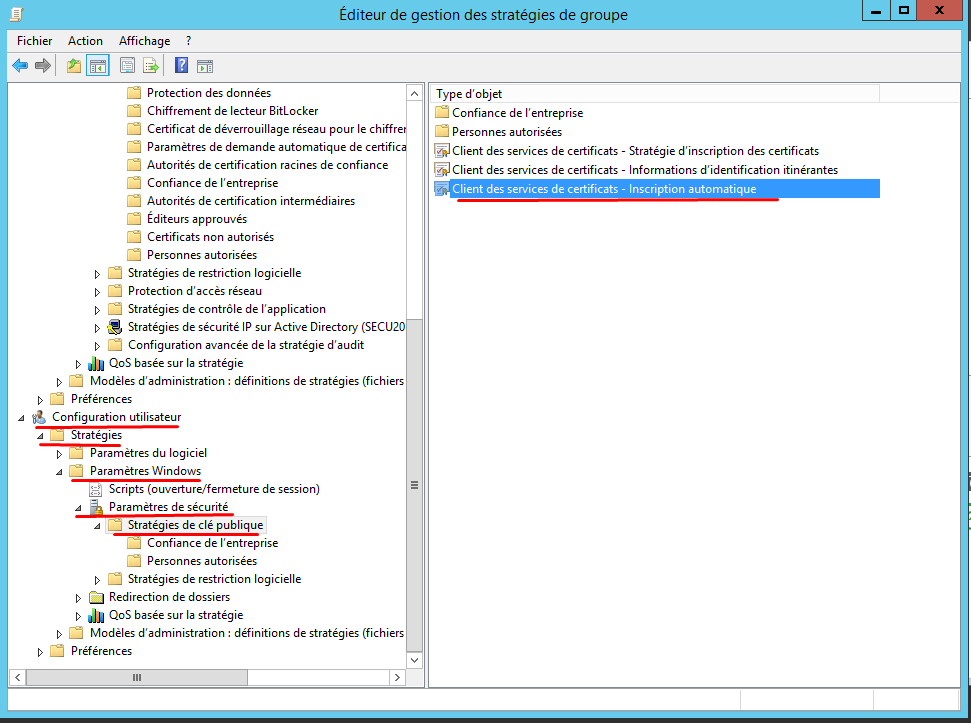 Éditeur de gestion des stratégies de groupe
Fichier Action Affichage ?
Protection des données
Chiffrement de lecteur BitLocker
Certificat de déverrouillage réseau pour le chiffrer
Paramètres de demande automatique de certifica
Autorités de certification racines de confiance
Confiance de l'entreprise
Autorités de certification intermédiaires
Éditeurs approuvés
Certificats non autorisés
Personnes autorisées
Stratégies de restriction logicielle
Protection d'accès réseau
Stratégies de contrôle de l'application
Stratégies de sécurité IP sur Active Directory (SECU20
Configuration avancée de la stratégie d'audit
QoS basée sur la stratégie
Modèles d'administration : définitions de stratégies (fichiers
Préférences
Configuration utilisateur
Stratégies
Paramètres du logiciel
Paramètres Windows
Scripts (ouverture/fermeture de session)
Paramètres de sécurité
Stratégies de clé publique
Confiance de l'entreprise
Personnes autorisées
Stratégies de restriction logicielle
Redirection de dossiers
QoS basée sur la stratégie
Modèles d'administration : définitions de stratégies (fichiers
Préférences
Type d'objet
Confiance de l'entreprise
Personnes autorisées
Client des services de certificats - Stratégie d'inscription des certificats
Client des services de certificats - Informations d'identification itinérantes
Client des services de certificats - Inscription automatique